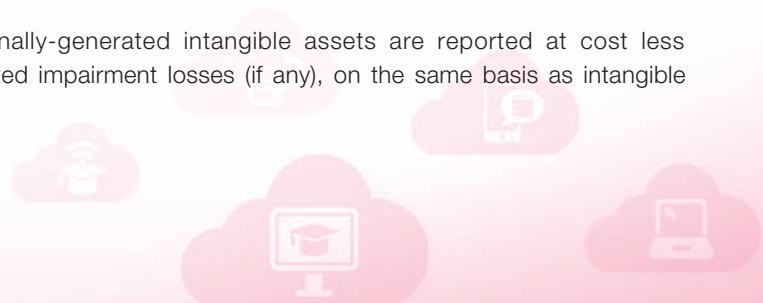 nally-generated intangible assets are reported at cost less
ted impairment losses (if any), on the same basis as intangible